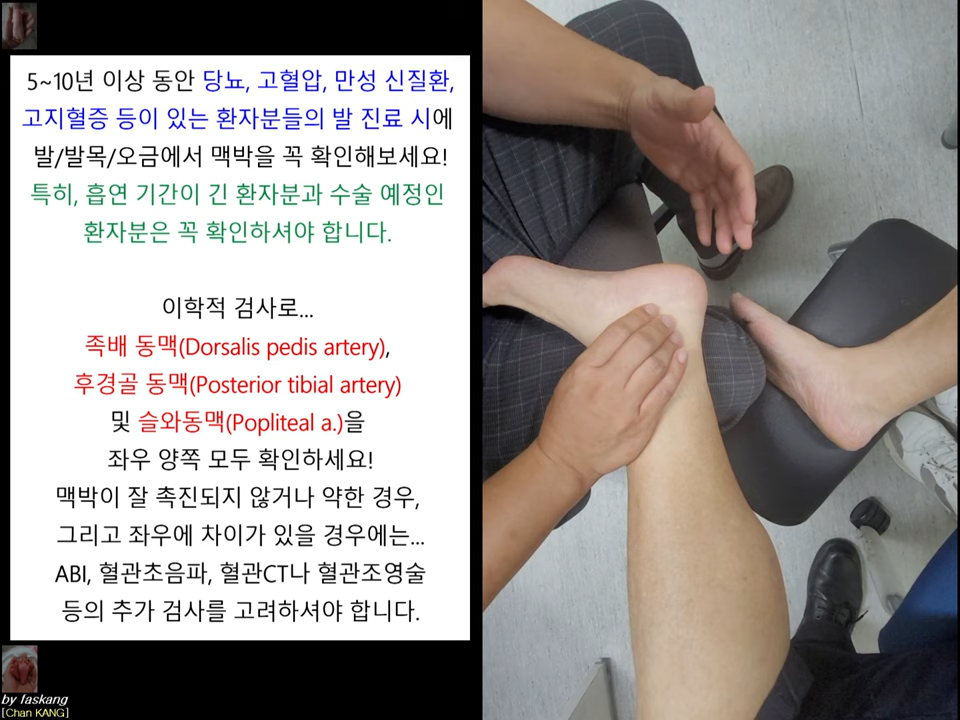 5~10년 이상 동안 당뇨, 고혈압, 만성 신질환,
고지혈증 등이 있는 환자분들의 발 진료 시에
발/발목/오금에서 맥박을 꼭 확인해보세요!
특히, 흡연 기간이 긴 환자분과 수술 예정인
환자분은 꼭 확인하셔야 합니다.
이학적 검사로...
족배 동맥(Dorsalis pedis artery),
후경골 동맥(Posterior tibial artery)
및 슬와동맥(Popliteal a.)을
좌우 양쪽 모두 확인하세요!
맥박이 잘 촉진되지 않거나 약한 경우,
그리고 좌우에 차이가 있을 경우에는...
ABI, 혈관초음파, 혈관CT나 혈관조영술
등의 추가 검사를 고려하셔야 합니다.
by faskang
[Chan KANG]